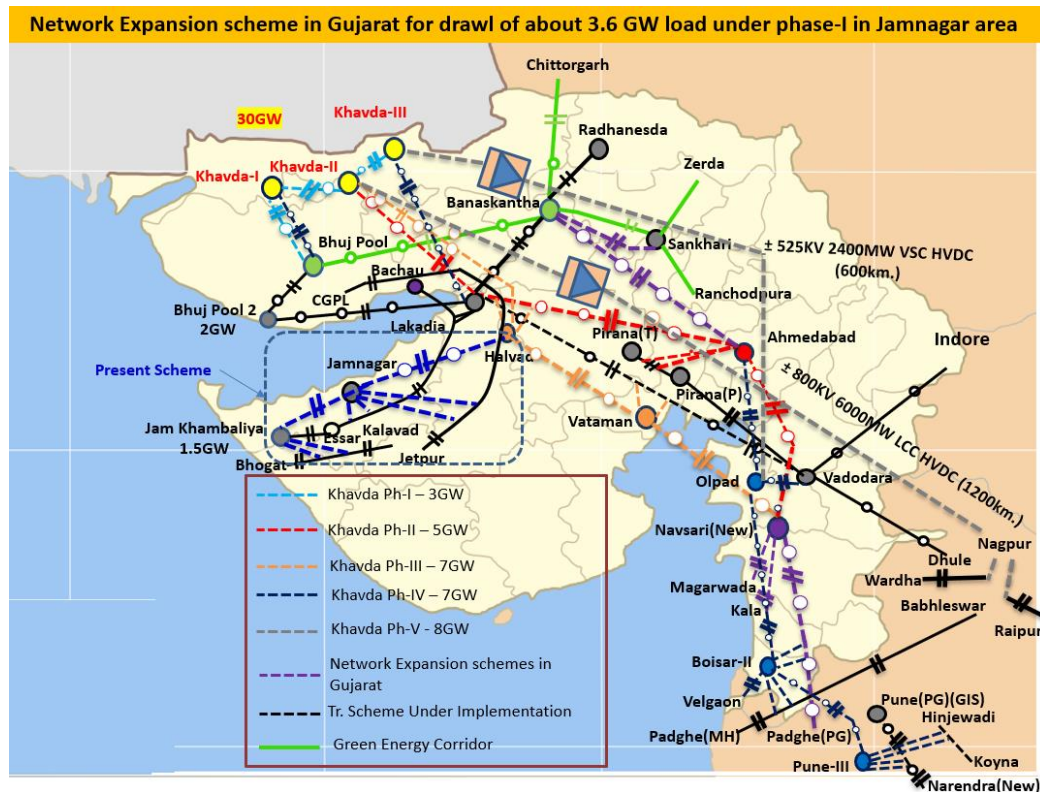 Network Expansion scheme in Gujarat for drawl of about 3.6 GW load under phase-I in Jamnagar area
Chittorgarh
Khavda-III
30GW
Radhanesda
Khavda-II
Khavda-I
Zerda
Banaskantha
Sankhari
Bhuj Pool
± 525KV 2400MW VSC HVDC
(600km.)
Bachau
Ranchodpura
CGPL
Bhuj Pool 2
2GW
Lakadia
Pirana(T)
Ahmedabad
Indore
Halvad
Jamnagar
Present Scheme
Pirana(P)
± 800KV 6000MW LCC HVDC (1200km.)
Vataman
Jam Khambaliya
1.5GW
Essar
Kalavad
Bhogat
Jetpur
Olpad
Vadodara
Khavda Ph-I – 3GW
Khavda Ph-II – 5GW
Khavda Ph-III – 7GW
Khavda Ph-IV – 7GW
Khavda Ph-V - 8GW
Network Expansion schemes in
Gujarat
Tr. Scheme Under Implementation
Green Energy Corridor
Navsari(New)
Nagpur
Dhule
Wardha
Magarwada
Kala
Babhleswar
Raipur
Boisar-II
Velgaon
Pune(PG)(GIS)
Hinjewadi
Padghe(MH)
Padghe(PG)
Koyna
Pune-III
Narendra(New)